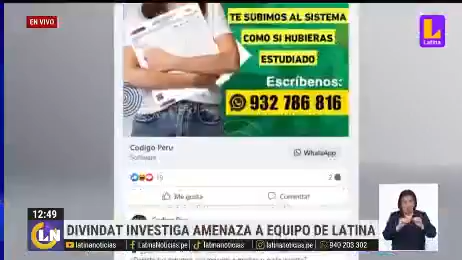 EN VIVO
Latina
TE SUBIMOS AL SISTEMA
COMO SI HUBIERAS
ESTUDIADO
Escríbenos:
932 786 816
Codigo Peru
Software
WhatsApp
19
2
Me gusta
Comentar
12:49
LN
DIVINDAT INVESTIGA AMENAZA A EQUIPO DE LATINA
latinanoticias
LatinaNoticias.pe
latinanoticias
latinanoticias.pe
940 203 302